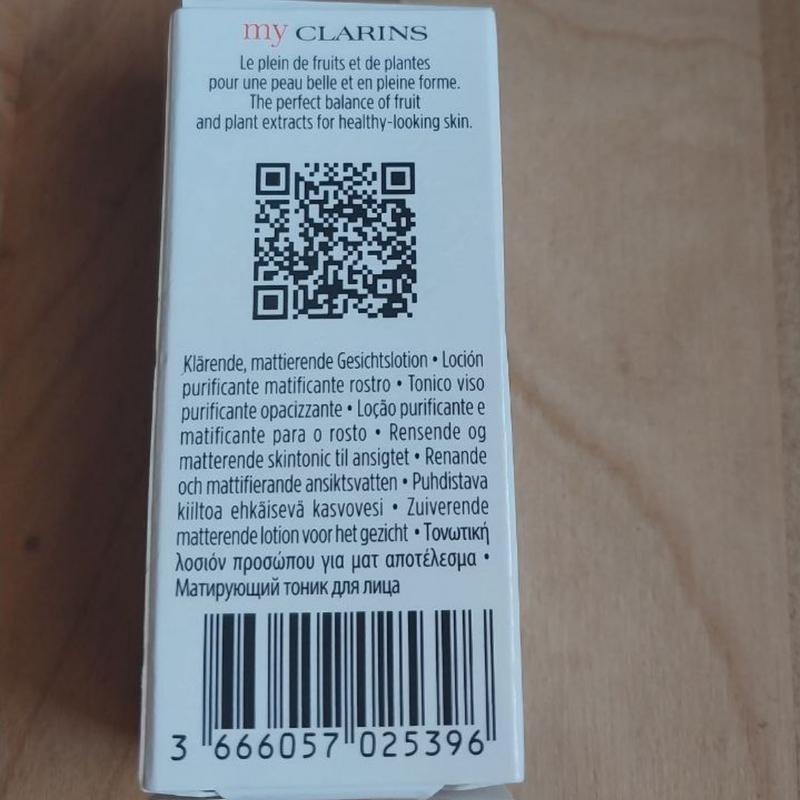 my CLARINS
Le plein de fruits et de plantes
pour une peau belle et en pleine forme.
The perfect balance of fruit
and plant extracts for healthy-looking skin.
Klärende, mattierende Gesichtslotion • Loción
purificante matificante rostro • Tonico viso
purificante opacizzante • Loção purificante e
matificante para o rosto • Rensende og
matterende skintonic til ansigtet • Renande
och mattifierande ansiktsvatten • Puhdistava
kiiltoa ehkäisevä kasvovesi • Zuiverende
matterende lotion voor het gezicht • Τονωτική
λοσιόν προσώπου για ματ αποτέλεσμα •
Матирующий тоник для лица
3 666057 025396